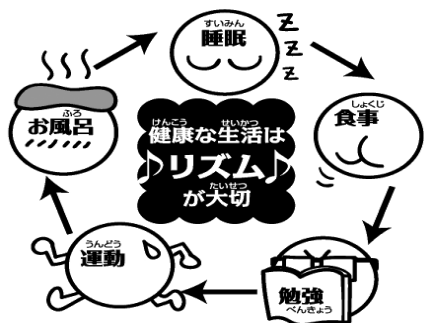 すいみん
睡眠
z
z
z
しょくじ
食事
ふろ
お風呂
けんこう せいかつ
健康な生活は
♪リズム♪
たいせつ
が大切
うんどう
運動
勉強
べんきょう